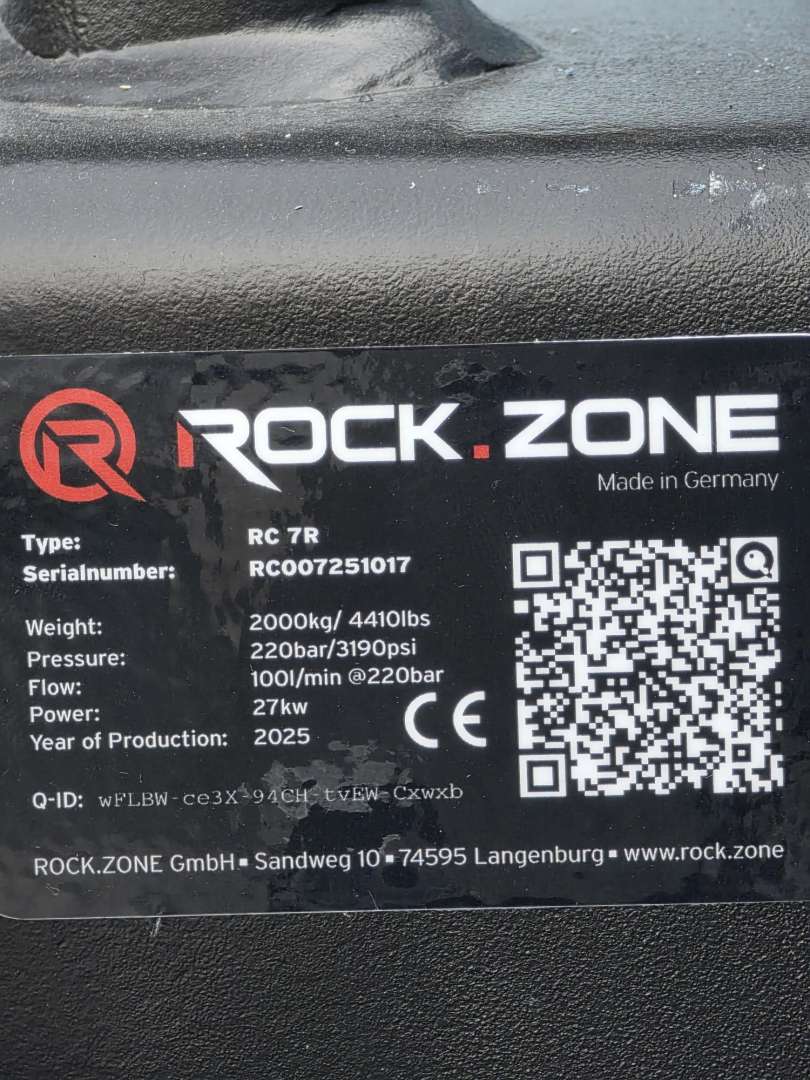 ROCK.ZONE
Made in Germany
Type: RC 7R
Serialnumber: RC007251017
Weight: 2000kg/ 4410lbs
Pressure: 220bar/3190psi
Flow: 100l/min @220bar
Power: 27kw
Year of Production: 2025
CE
Q-ID: wFLBW-ce3X-94CH-tvEW-Cxwxb
ROCK.ZONE GmbH▪Sandweg 10▪74595 Langenburg▪www.rock.zone